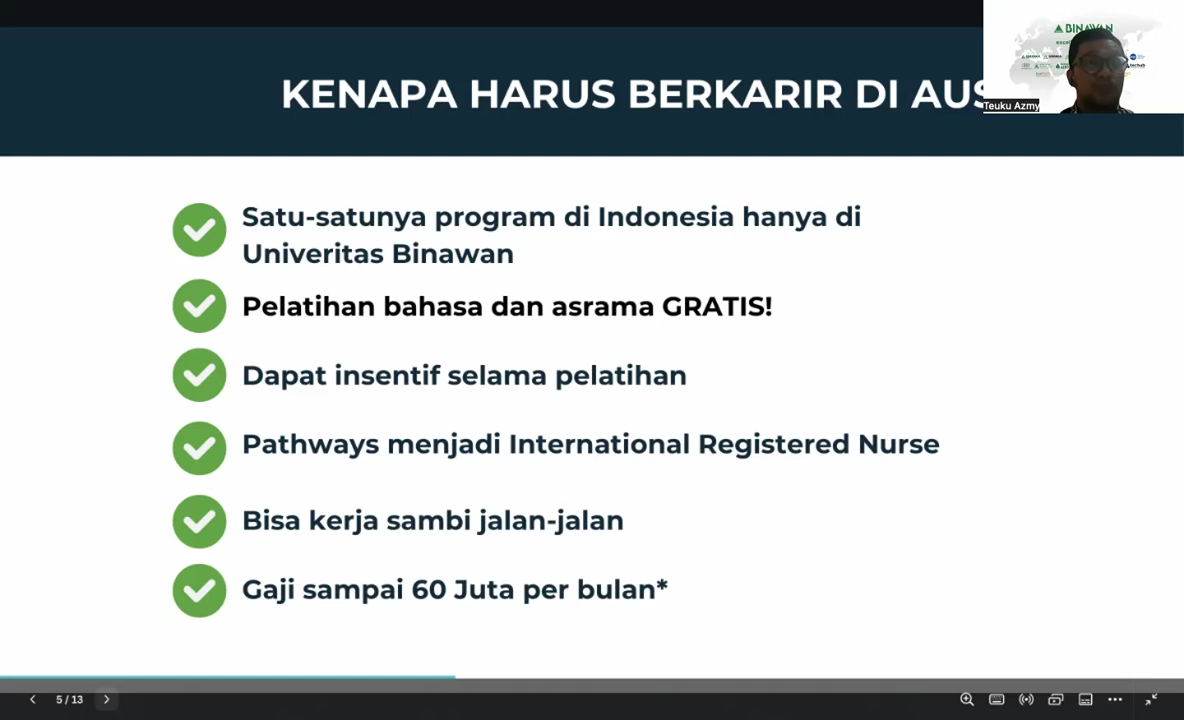 KENAPA HARUS BERKARIR DI AUS
BINAWAN
Teuku Azmy
Satu-satunya program di Indonesia hanya di
Univeritas Binawan
Pelatihan bahasa dan asrama GRATIS!
Dapat insentif selama pelatihan
Pathways menjadi International Registered Nurse
Bisa kerja sambi jalan-jalan
Gaji sampai 60 Juta per bulan*
5 / 13